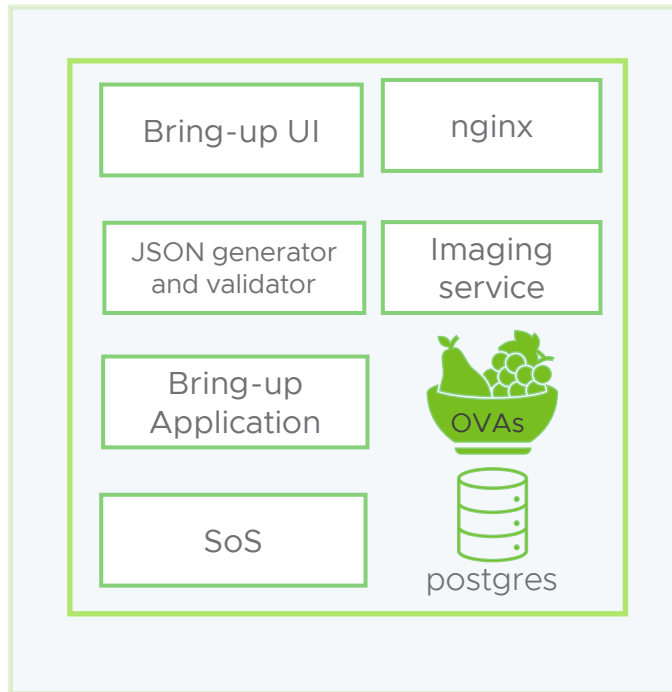 Bring-up UI
nginx
JSON generator
and validator
Imaging
service
Bring-up
Application
OVAs
SoS
postgres